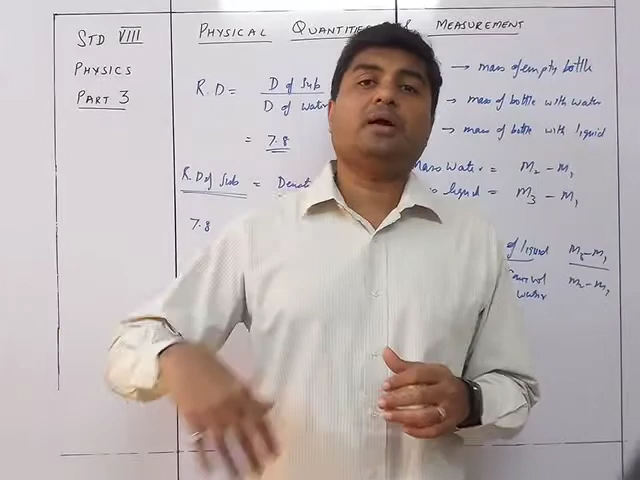 STD VIII
PHYSICS
PART 3
PHYSICAL QUANTITIES MEASUREMENT
R.D = D of Sub
D of water
= 7.8
R.D of Sub =
7.8
→ mass of empty bottle
→ mass of bottle with water
→ mass of bottle with liquid
mass water = M₂ - M₁
liquid = M₃ - M₁
of liquid M₃-M₁
water M₂-M₁